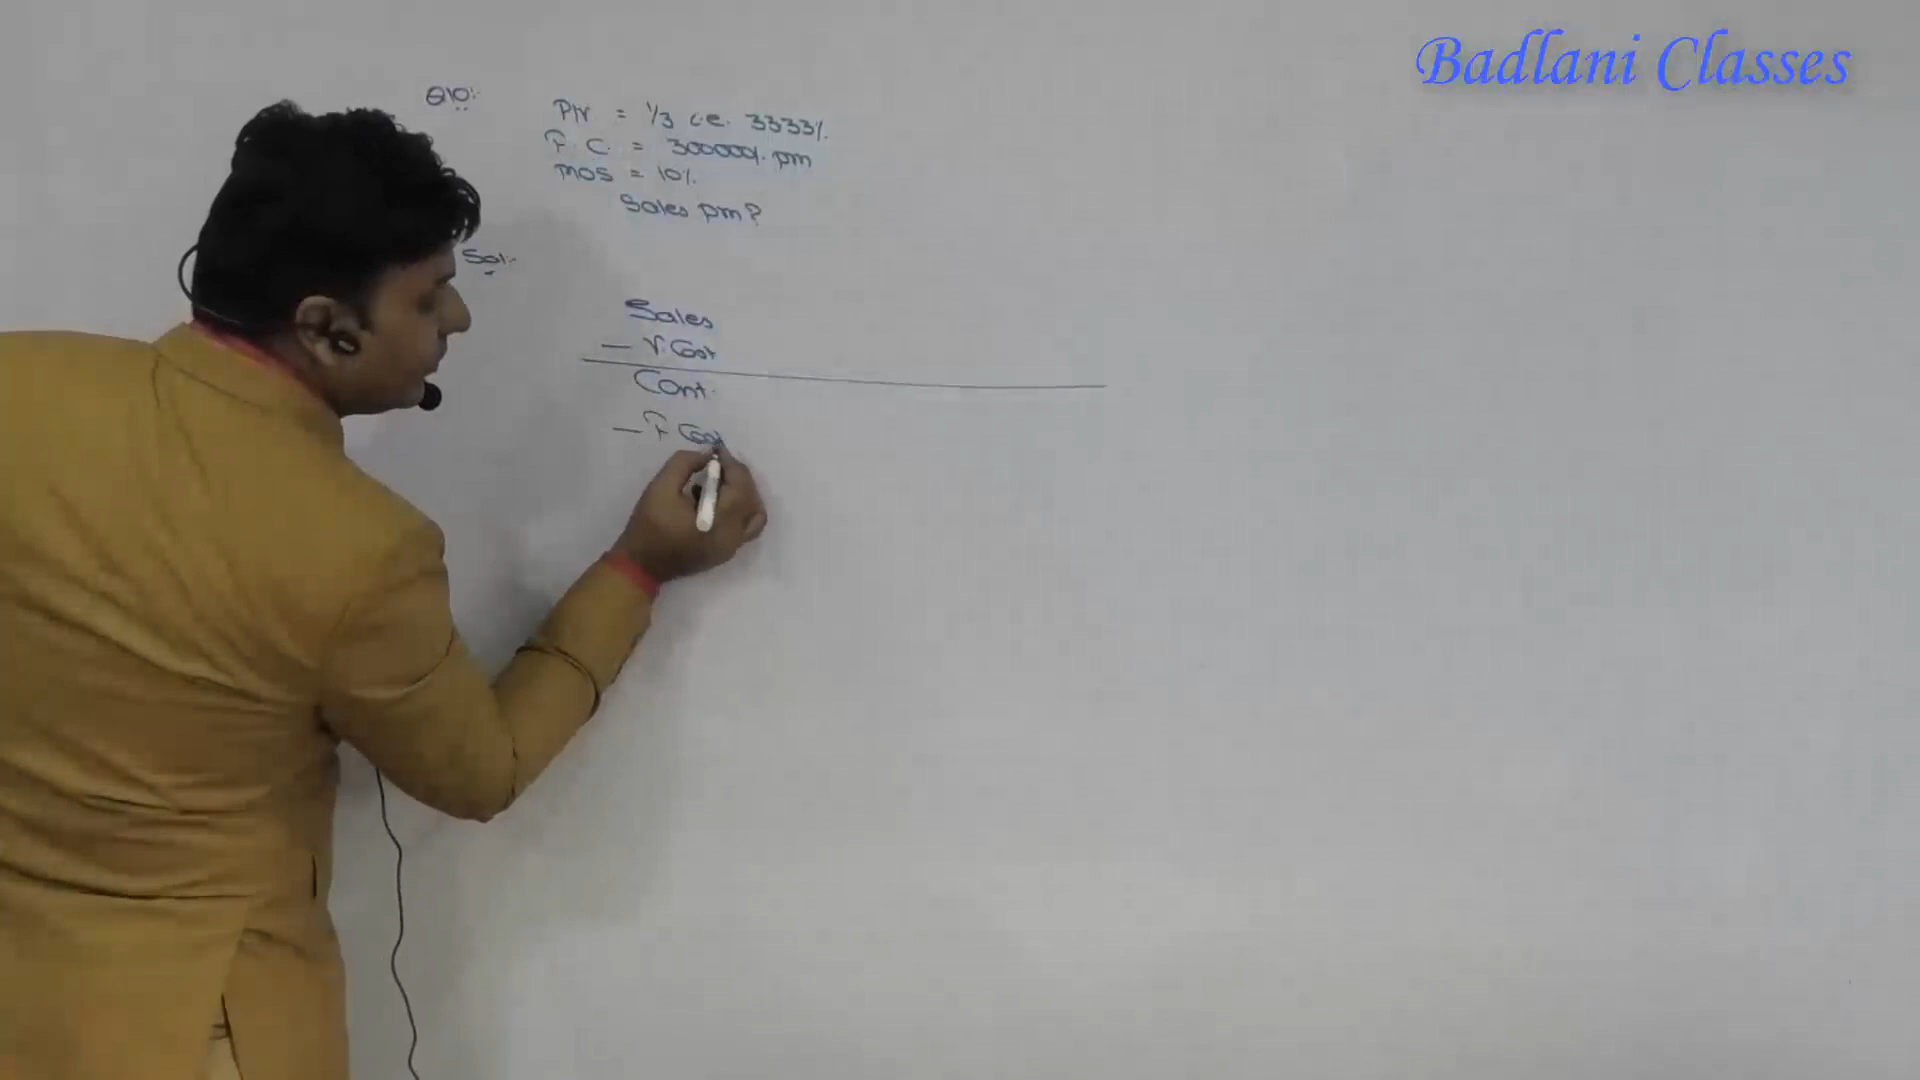 Badlani Classes
Q10:
P/V = 1/3 i.e. 33.33%.
F. C. = 300000/. pm
MOS = 10%.
Sales pm?
Sol:
Sales
— V. Cost
Cont.
— F Cost